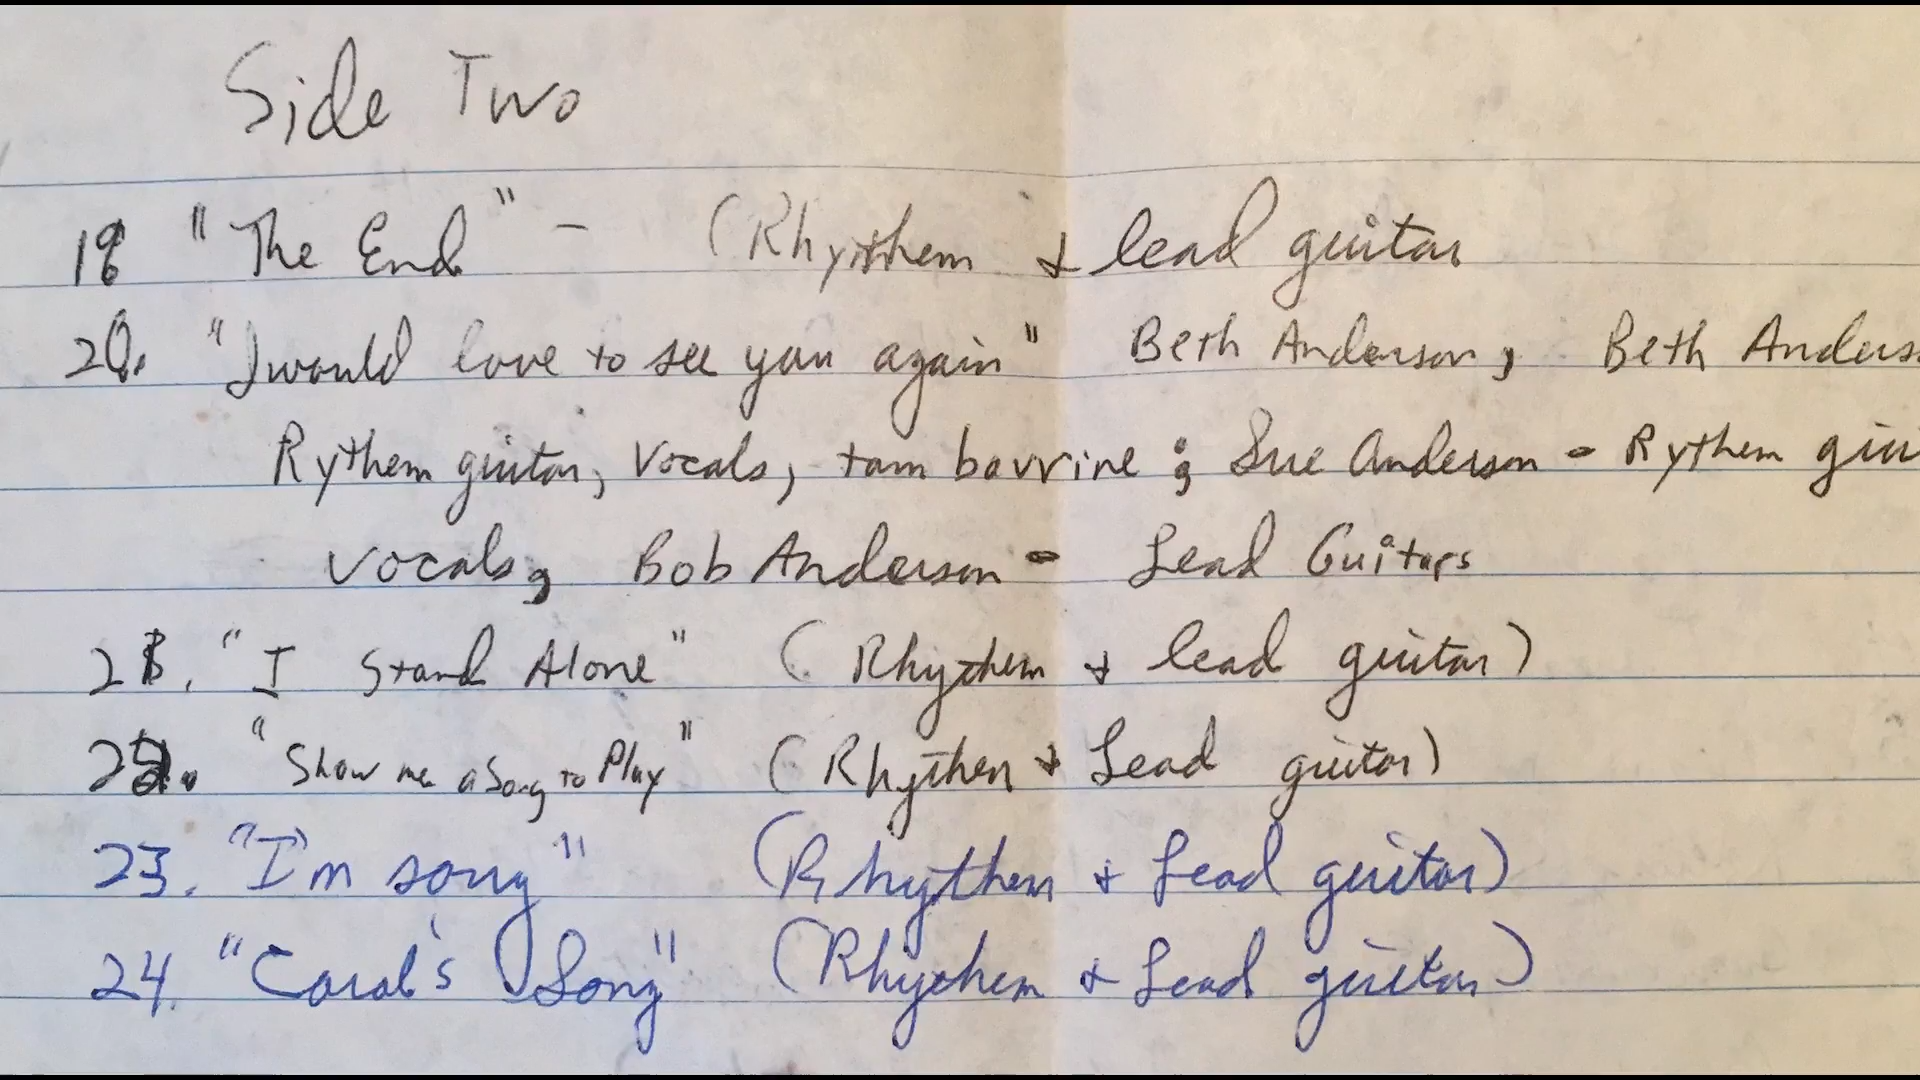 Side Two
19 "The End" - (Rhythem & lead guitar
20. "I would love to see you again" Beth Anderson, Beth Anders
Rythem guitar, vocals, tambovrine; Sue Anderson - Rythem gui
vocals, Bob Anderson - Lead Guitars
21. "I Stand Alone" (Rhythem & lead guitar)
22. "Show me a Song to Play" (Rhythem & Lead guitar)
23. "I'm song" (Rhythem & Lead guitar)
24. "Carol's Song" (Rhythem & Lead guitar)